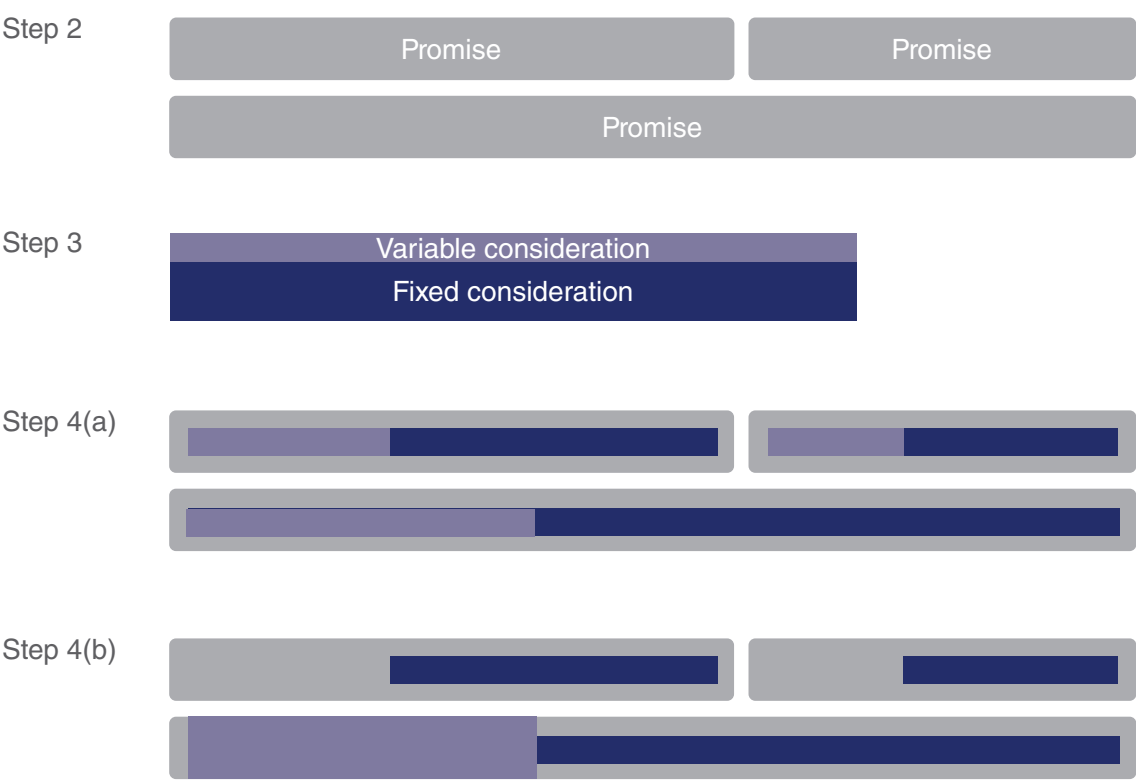 Step 2
Promise
Promise
Promise
Step 3
Variable consideration
Fixed consideration
Step 4(a)
Step 4(b)